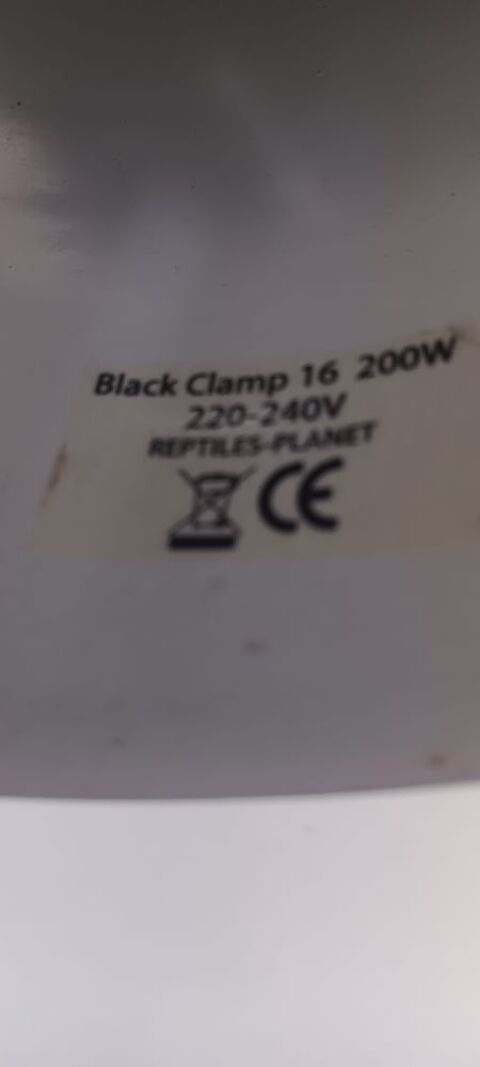 Black Clamp 16 200W
220-240V
REPTILES-PLANET
CE